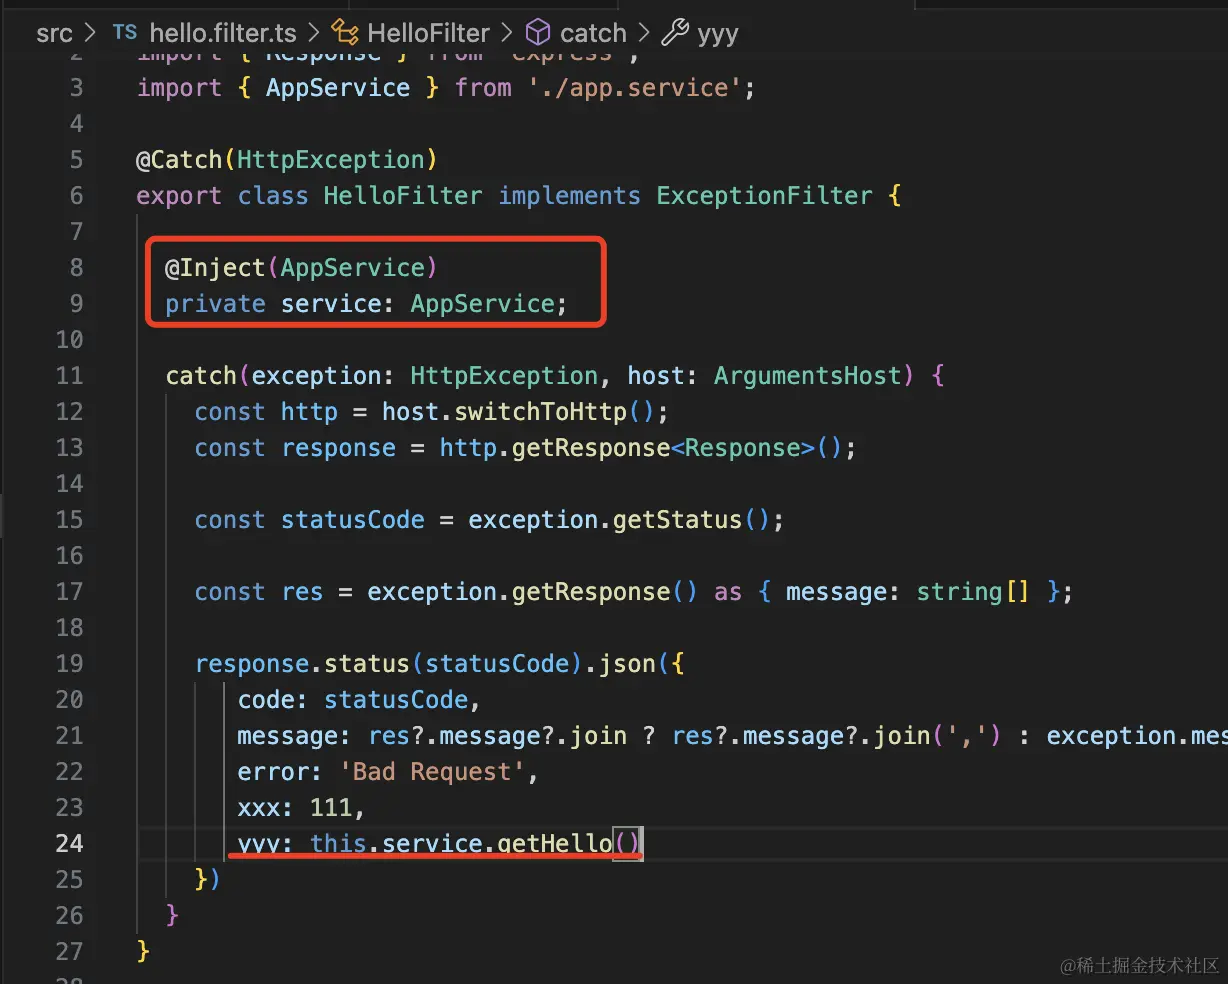 src > TS hello.filter.ts > HelloFilter > catch > yyy
2 import { Response } from 'express';
3 import { AppService } from './app.service';
4
5 @Catch(HttpException)
6 export class HelloFilter implements ExceptionFilter {
7
8 @Inject(AppService)
9 private service: AppService;
10
11 catch(exception: HttpException, host: ArgumentsHost) {
12 const http = host.switchToHttp();
13 const response = http.getResponse<Response>();
14
15 const statusCode = exception.getStatus();
16
17 const res = exception.getResponse() as { message: string[] };
18
19 response.status(statusCode).json({
20 code: statusCode,
21 message: res?.message?.join ? res?.message?.join(',') : exception.mes
22 error: 'Bad Request',
23 xxx: 111,
24 yyy: this.service.getHello()
25 })
26 }
27 }
28
@稀土掘金技术社区